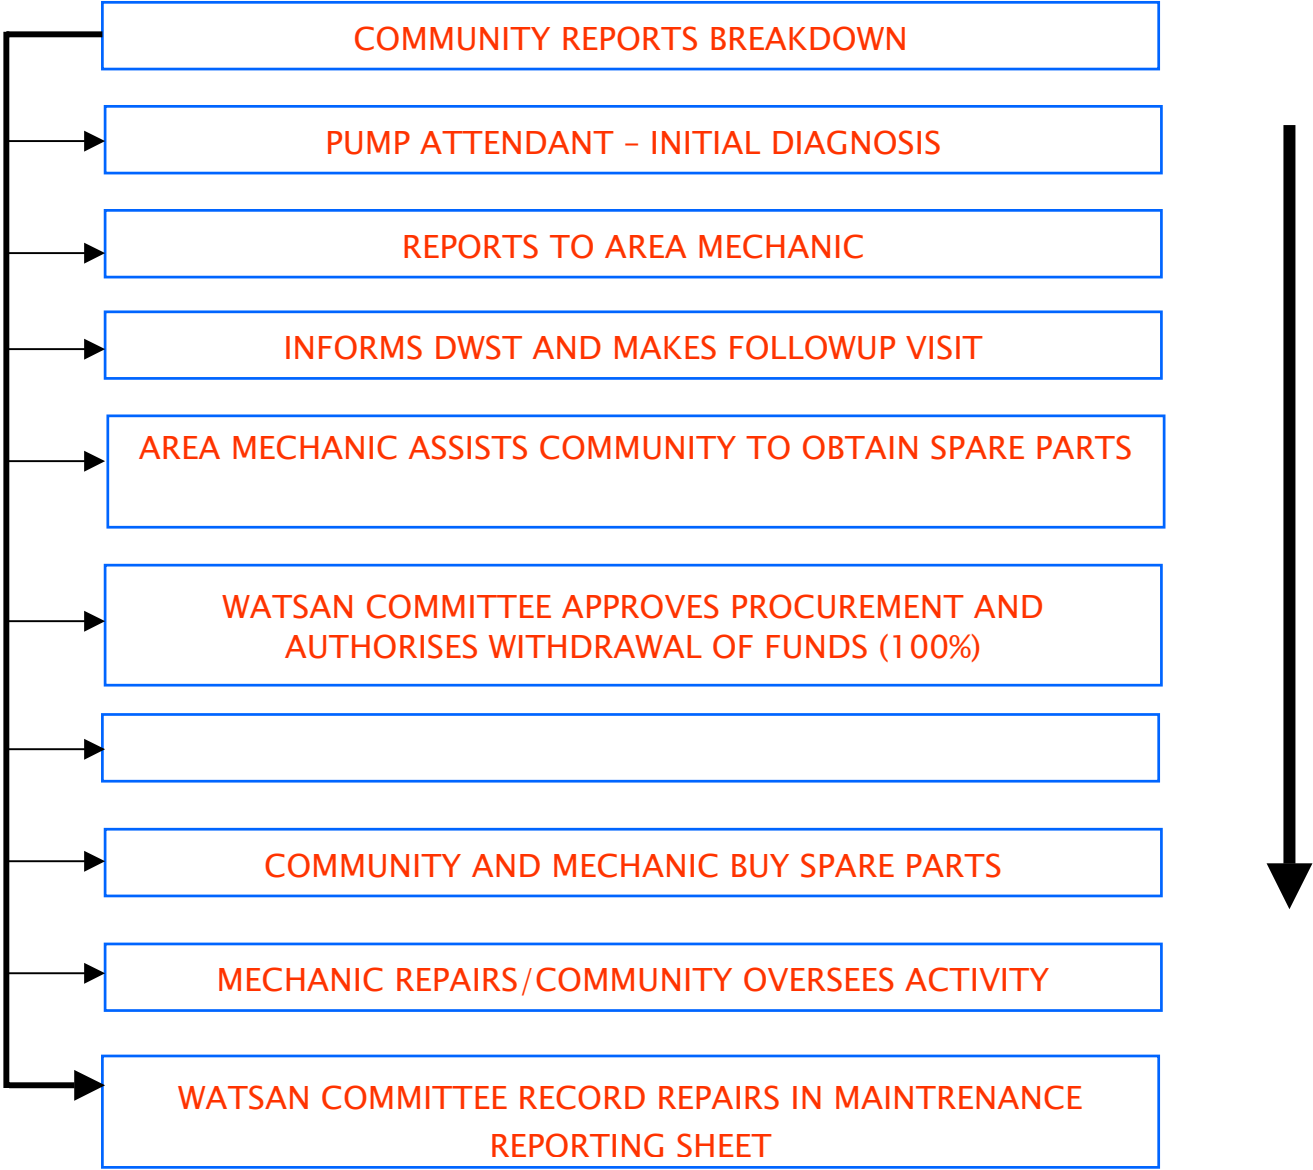 COMMUNITY REPORTS BREAKDOWN
PUMP ATTENDANT – INITIAL DIAGNOSIS
REPORTS TO AREA MECHANIC
INFORMS DWST AND MAKES FOLLOWUP VISIT
AREA MECHANIC ASSISTS COMMUNITY TO OBTAIN SPARE PARTS
WATSAN COMMITTEE APPROVES PROCUREMENT AND
AUTHORISES WITHDRAWAL OF FUNDS (100%)
COMMUNITY AND MECHANIC BUY SPARE PARTS
MECHANIC REPAIRS/COMMUNITY OVERSEES ACTIVITY
WATSAN COMMITTEE RECORD REPAIRS IN MAINTRENANCE
REPORTING SHEET